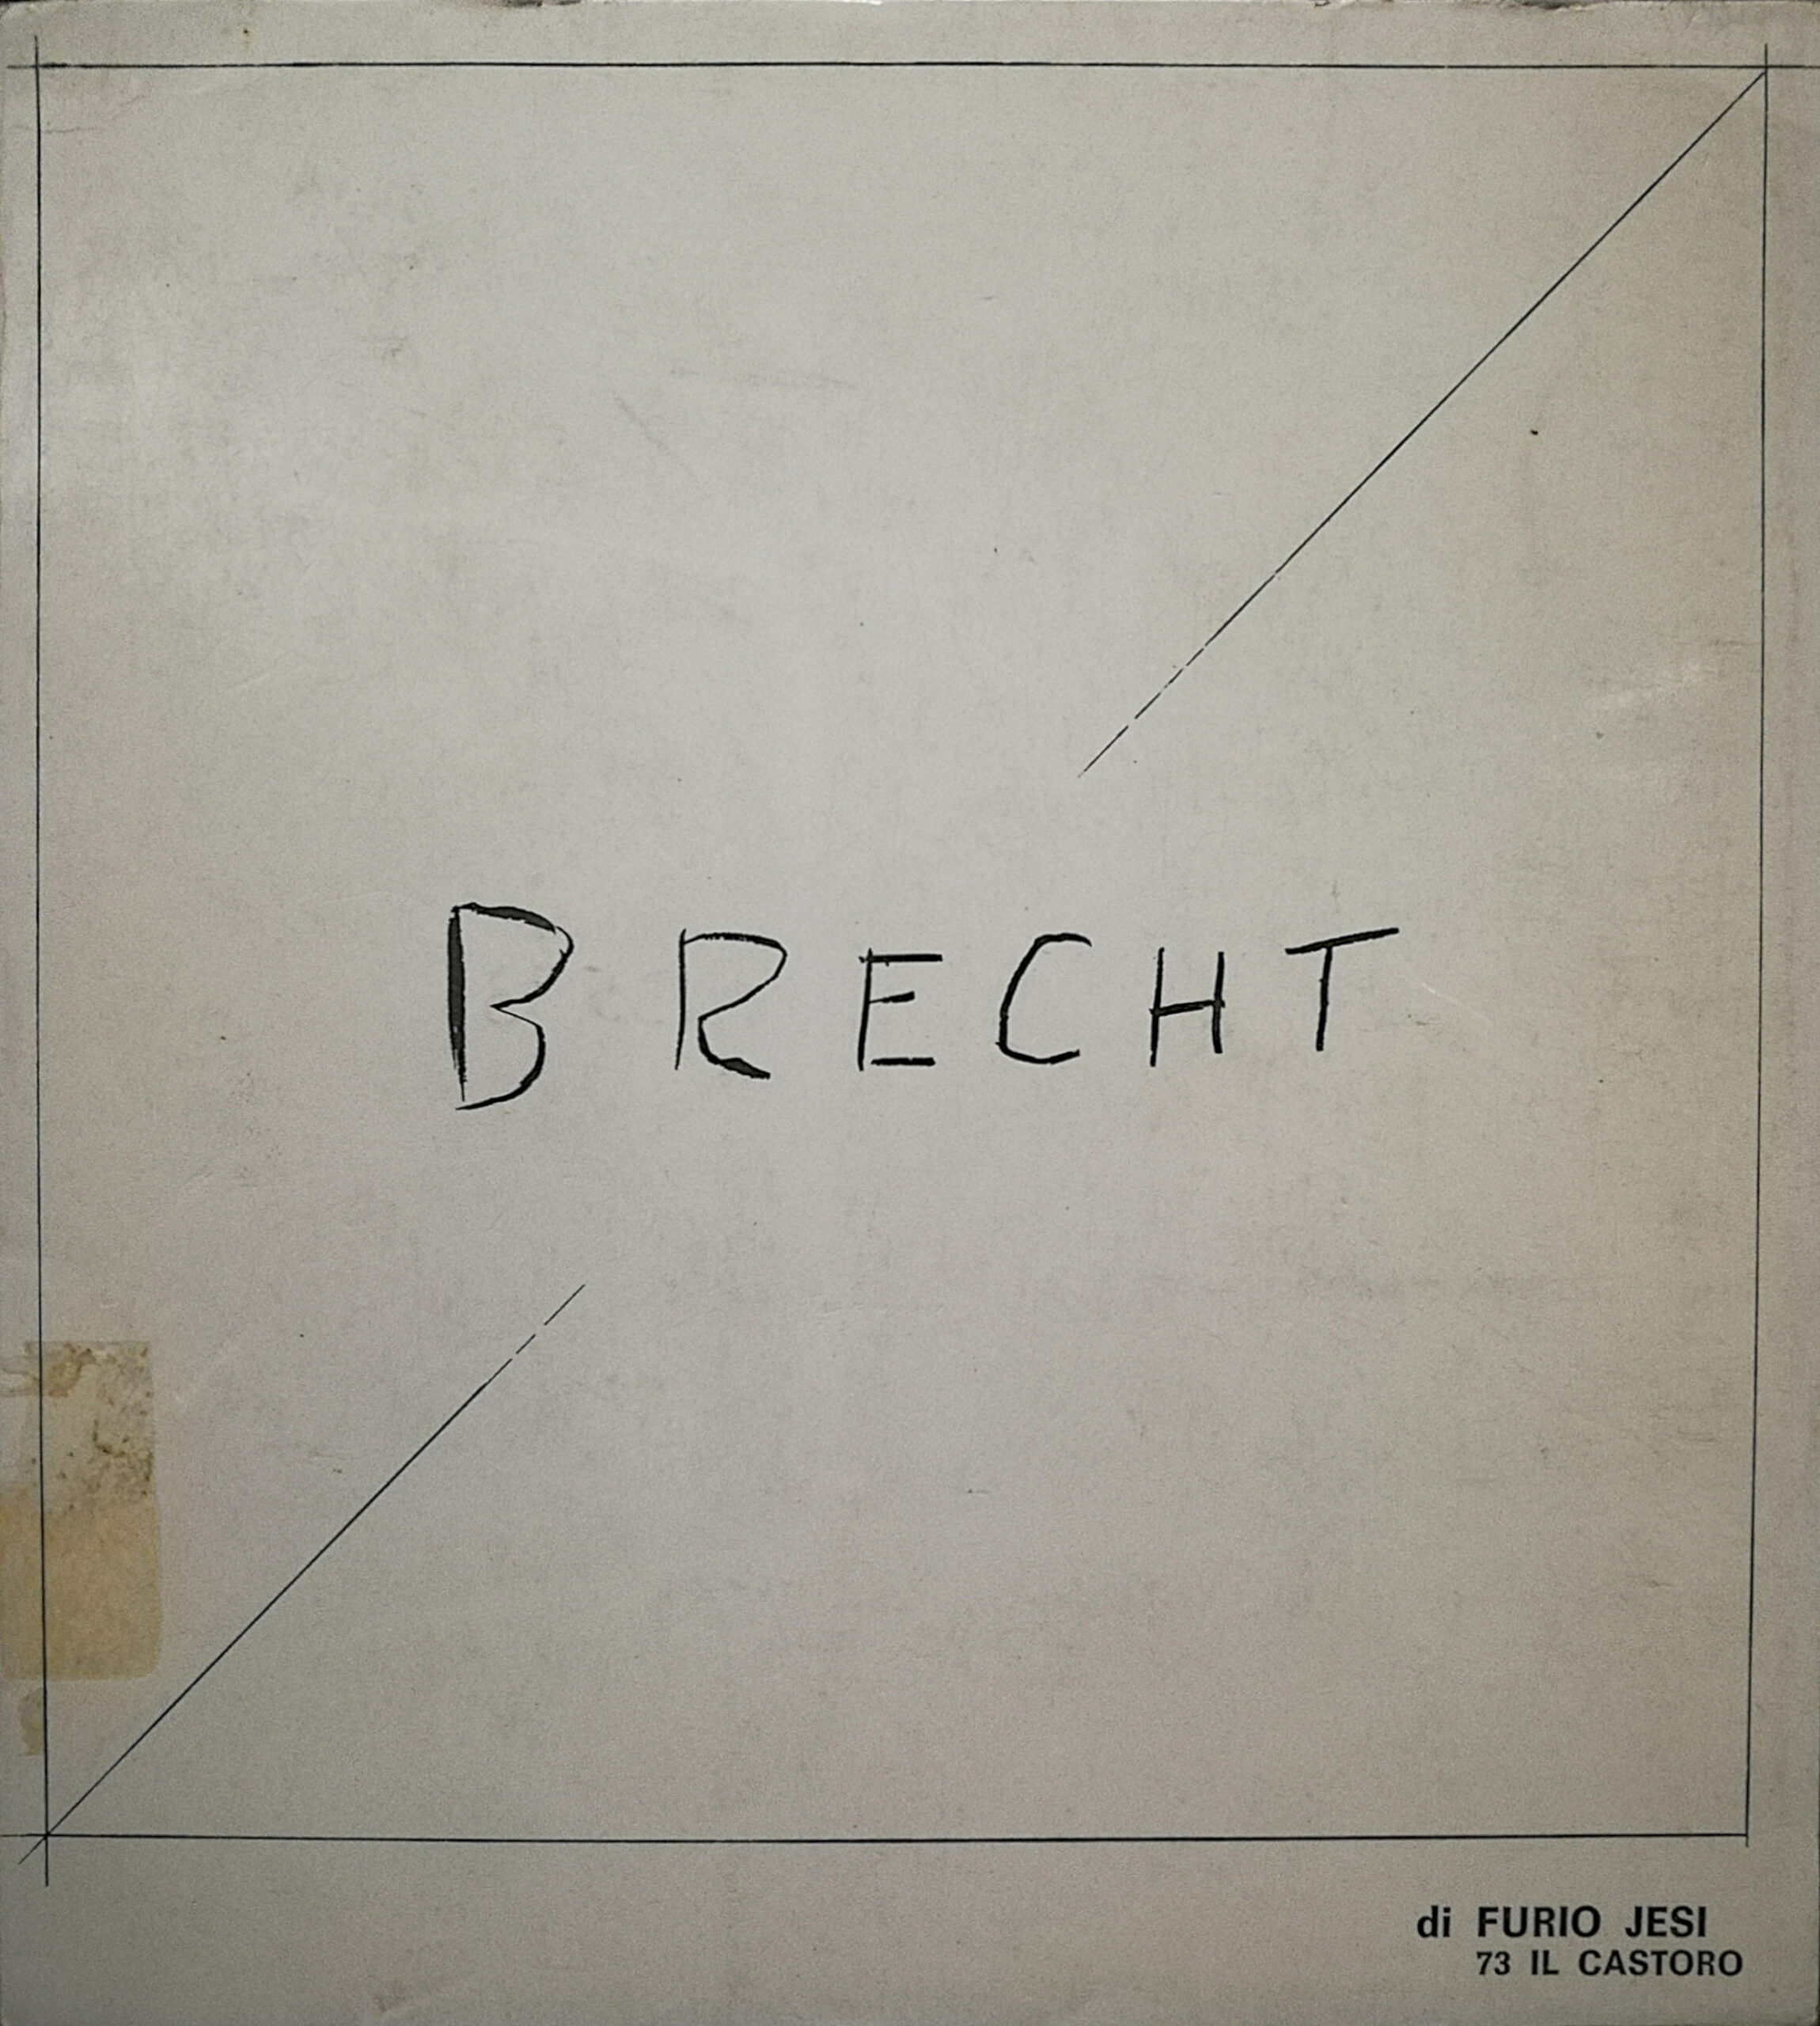 BRECHT
di FURIO JESI
73 IL CASTORO